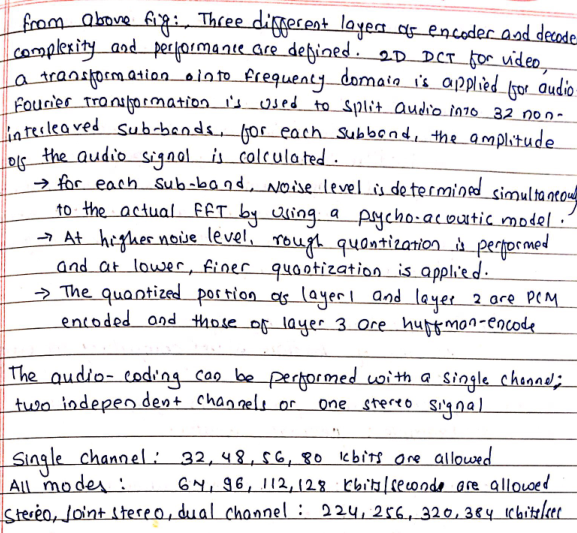 from above fig:, Three different layers of encoder and decode
complexity and performance are defined. 2D DCT for video,
a transformation into frequency domain is applied for audio.
Fourier Transformation is used to split audio into 32 non-
interleaved sub-bands, for each subband, the amplitude
of the audio signal is calculated.
→ for each sub-band, Noise level is determined simultaneous
to the actual FFT by using a psycho-acoustic model.
→ At higher noise level, rough quantization is performed
and at lower, finer quantization is applied.
→ The quantized portion of layer1 and layer 2 are PCM
encoded and those of layer 3 are huffman-encode
The audio-coding can be performed with a single channel;
two independent channels or one stereo signal
Single channel: 32, 48, 56, 80 kbits are allowed
All modes: 64, 96, 112, 128 kbits/seconds are allowed
Stereo, Joint stereo, dual channel: 224, 256, 320, 384 kbits/sec